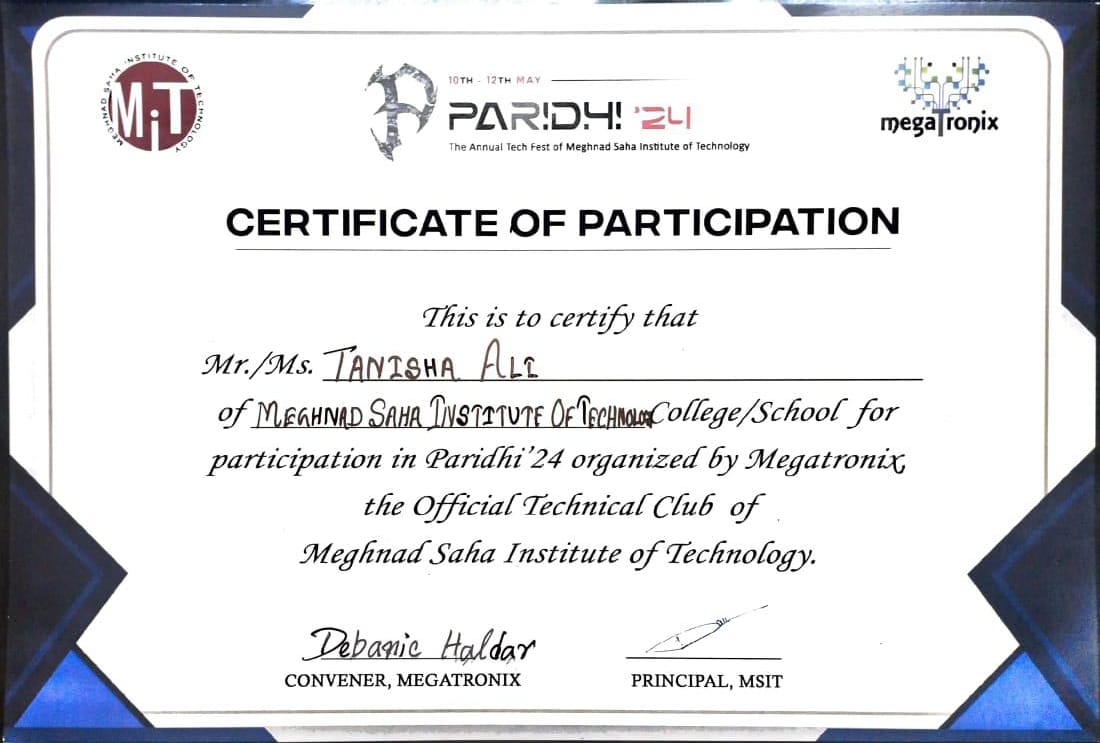 MEGHNAD SAHA INSTITUTE OF TECHNOLOGY
MiT
10TH - 12TH MAY
PARIDHI '24
The Annual Tech Fest of Meghnad Saha Institute of Technology
megaTronix
CERTIFICATE OF PARTICIPATION
This is to certify that
Mr./Ms. TANISHA ALI
of MEGHNAD SAHA INSTITUTE OF TECHNOLOGY College/School for
participation in Paridhi'24 organized by Megatronix,
the Official Technical Club of
Meghnad Saha Institute of Technology.
Debanic Haldar
CONVENER, MEGATRONIX
PRINCIPAL, MSIT